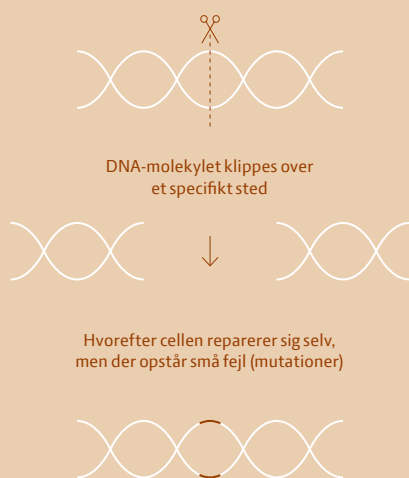 DNA-molekylet klippes over
et specifikt sted
Hvorefter cellen reparerer sig selv,
men der opstår små fejl (mutationer)